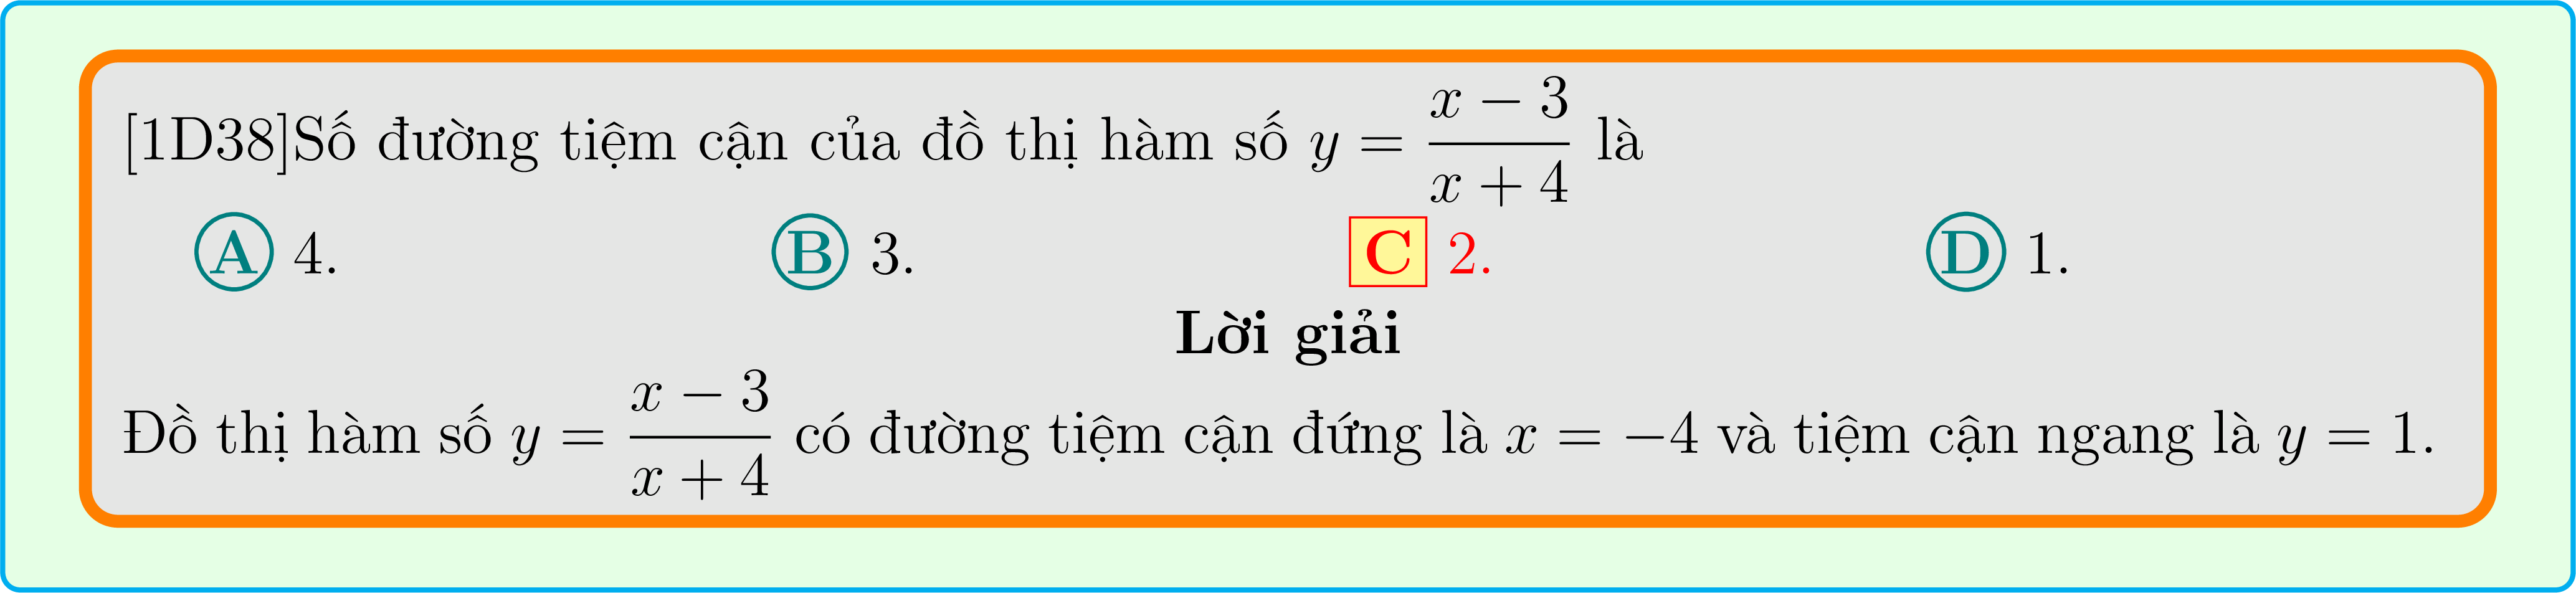 [1D38]Số đường tiệm cận của đồ thị hàm số $y = \dfrac{x-3}{x+4}$ là
A 4. B 3. C 2. D 1.
Lời giải
Đồ thị hàm số $y = \dfrac{x-3}{x+4}$ có đường tiệm cận đứng là $x = -4$ và tiệm cận ngang là $y = 1$.